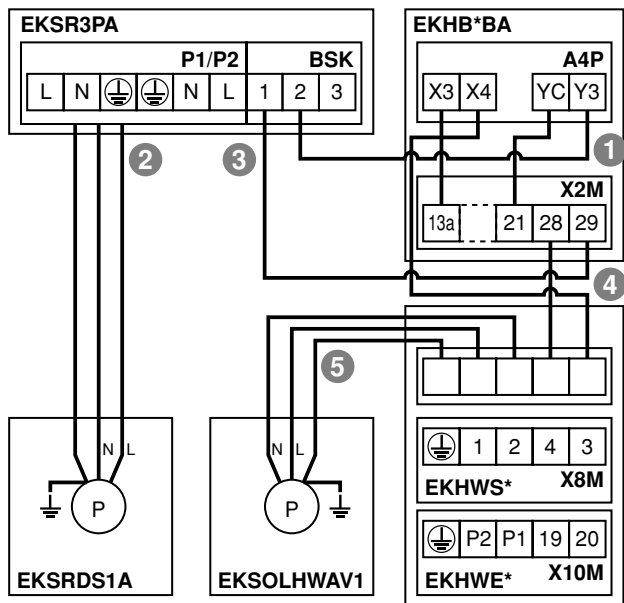 EKSR3PA
P1/P2 BSK
L N N L 1 2 3
EKHB*BA
A4P
X3 X4 YC Y3
1
X2M
13a 21 28 29
2
3
4
5
N L
P
EKSRDS1A
N L
P
EKSOLHWAV1
1 2 4 3
EKHWS* X8M
P2 P1 19 20
EKHWE* X10M